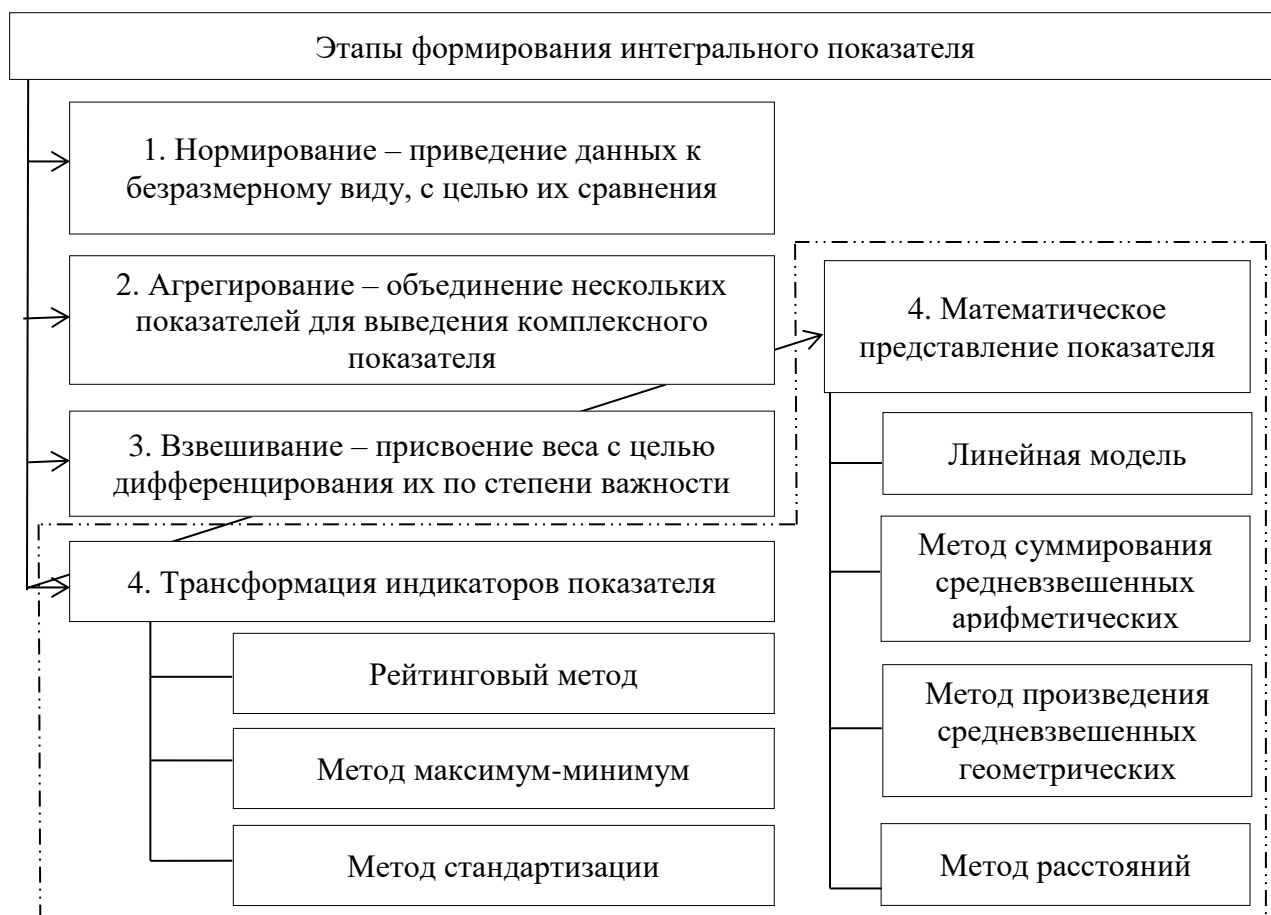 Этапы формирования интегрального показателя
1. Нормирование – приведение данных к
безразмерному виду, с целью их сравнения
2. Агрегирование – объединение нескольких
показателей для выведения комплексного
показателя
3. Взвешивание – присвоение веса с целью
дифференцирования их по степени важности
4. Трансформация индикаторов показателя
Рейтинговый метод
Метод максимум-минимум
Метод стандартизации
4. Математическое
представление показателя
Линейная модель
Метод суммирования
средневзвешенных
арифметических
Метод произведения
средневзвешенных
геометрических
Метод расстояний